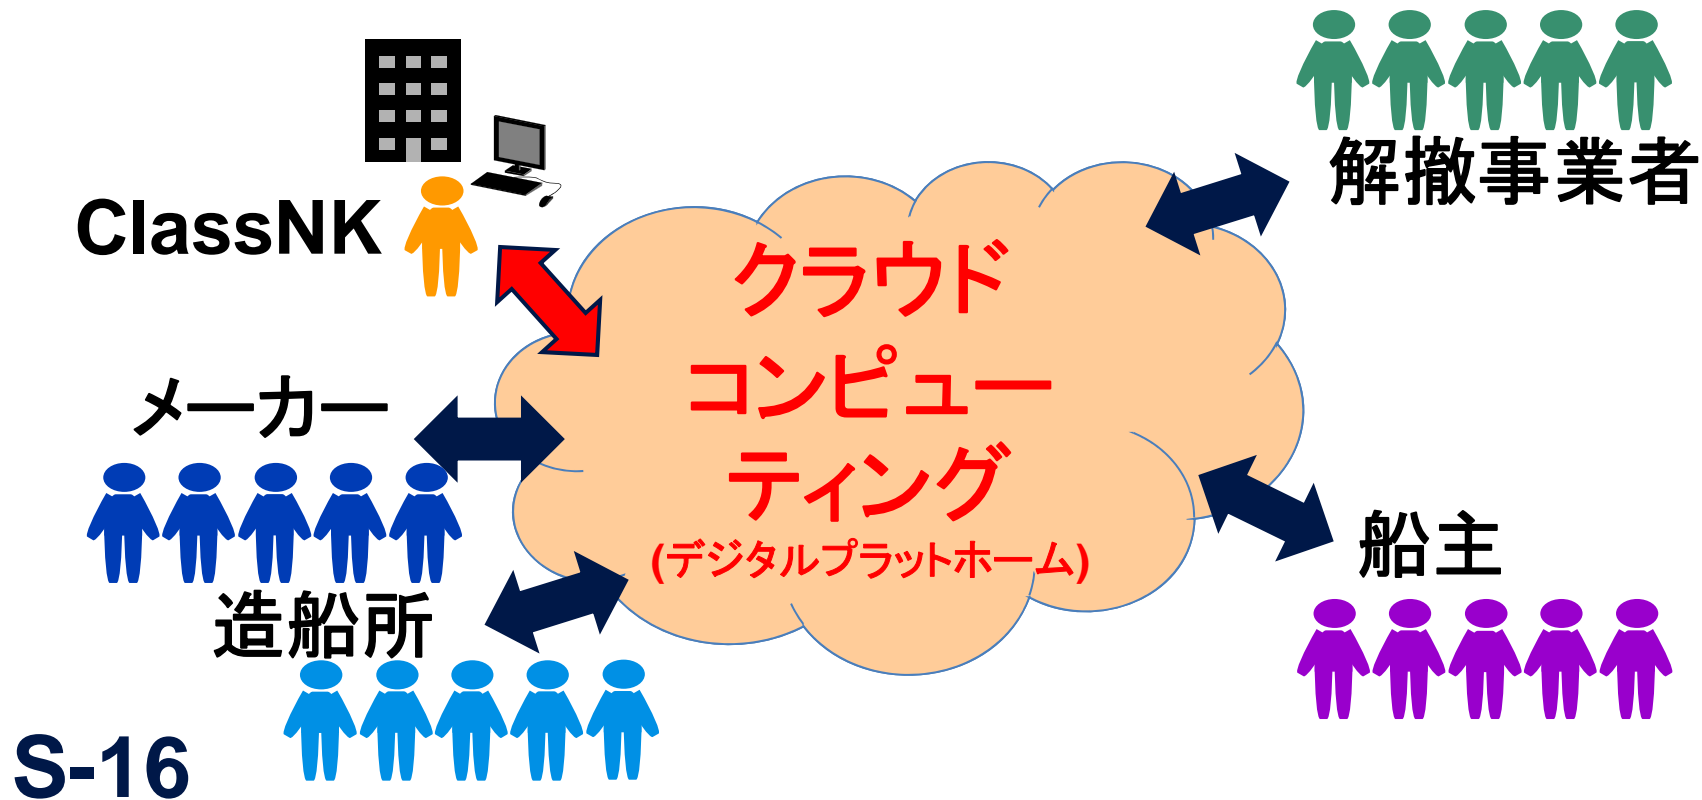 解撤事業者
ClassNK
クラウド
コンピュー
ティング
(デジタルプラットホーム)
メーカー
船主
造船所
S-16